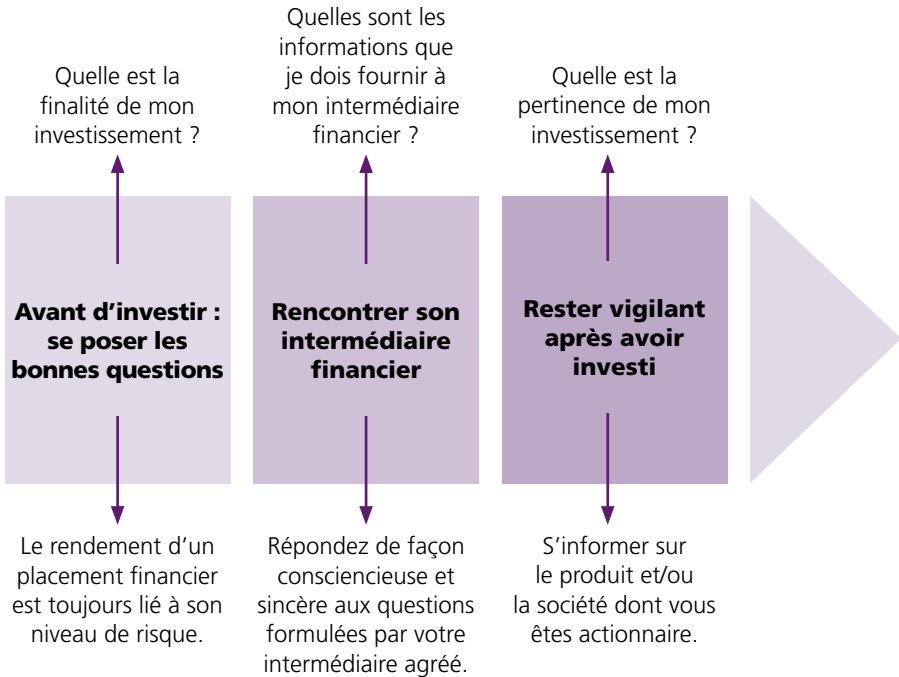 Quelle est la
finalité de mon
investissement ?
Quelles sont les
informations que
je dois fournir à
mon intermédiaire
financier ?
Quelle est la
pertinence de mon
investissement ?
Avant d’investir :
se poser les
bonnes questions
Rencontrer son
intermédiaire
financier
Rester vigilant
après avoir
investi
Le rendement d’un
placement financier
est toujours lié à son
niveau de risque.
Répondez de façon
consciencieuse et
sincère aux questions
formulées par votre
intermédiaire agréé.
S’informer sur
le produit et/ou
la société dont vous
êtes actionnaire.